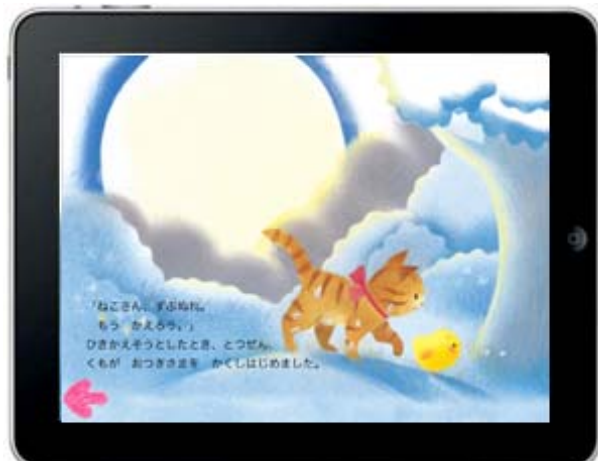 「ねこさん、ずぶぬれ。
もう　かえろう。」
ひきかえそうとしたとき、とつぜん、
くもが　おつきさまを　かくしはじめました。